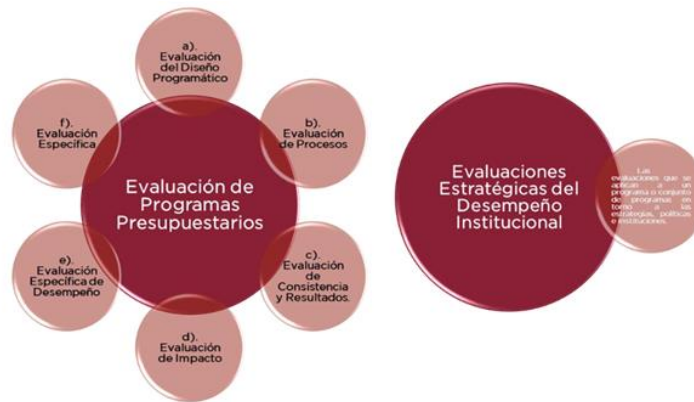 a).
Evaluación
del Diseño
Programático
b).
Evaluación
de Procesos
c).
Evaluación
de
Consistencia
y Resultados.
d).
Evaluación
de Impacto
e).
Evaluación
Específica de
Desempeño
f).
Evaluación
Específica
Evaluación de
Programas
Presupuestarios
Evaluaciones
Estratégicas del
Desempeño
Institucional
Las
evaluaciones que se
aplican a un
programa o conjunto
de programas en
torno a las
estrategias, políticas
e instituciones.